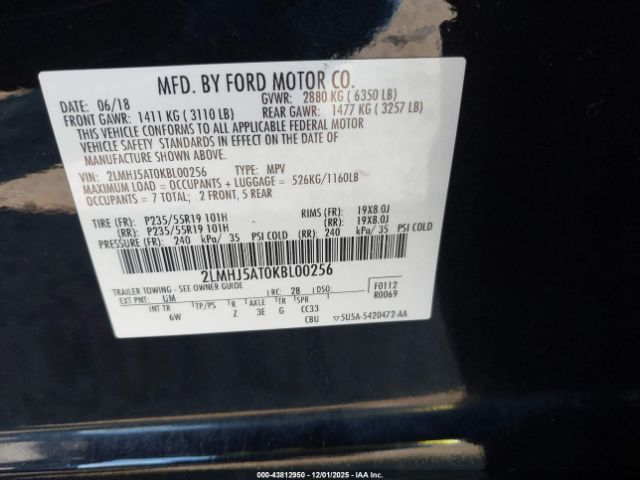 MFD. BY FORD MOTOR CO.
DATE: 06/18 GVWR: 2880 KG ( 6350 LB)
FRONT GAWR: 1411 KG ( 3110 LB) REAR GAWR: 1477 KG ( 3257 LB)
THIS VEHICLE CONFORMS TO ALL APPLICABLE FEDERAL MOTOR
VEHICLE SAFETY STANDARDS IN EFFECT ON THE DATE OF
MANUFACTURE SHOWN ABOVE.
VIN: 2LMHJ5AT0KBL00256 TYPE: MPV
MAXIMUM LOAD = OCCUPANTS + LUGGAGE = 526KG/1160LB
OCCUPANTS = 7 TOTAL; 2 FRONT, 5 REAR
TIRE (FR): P235/55R19 101H RIMS (FR): 19X8.0J
(RR): P235/55R19 101H (RR): 19X8.0J
PRESSURE (FR): 240 kPa/ 35 PSI COLD (RR): 240 kPa/ 35 PSI COLD
2LMHJ5AT0KBL00256
TRAILER TOWING - SEE OWNER GUIDE
EXT PNT: UM RC: 28 DSO: F0112
R0069
INT TR TP/PS R AXLE TR SPR
6W Z 3E G CC33
CBU 5U5A-5420472-AA
000-43812950 - 12/01/2025 - IAA, LLC.